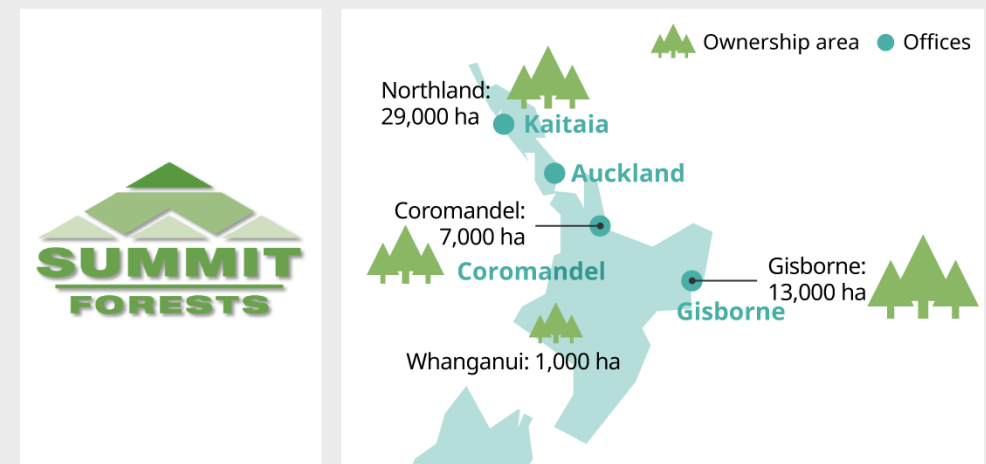 SUMMIT
FORESTS
Ownership area
Offices
Northland:
29,000 ha
Kaitaia
Auckland
Coromandel:
7,000 ha
Coromandel
Gisborne:
13,000 ha
Gisborne
Whanganui: 1,000 ha